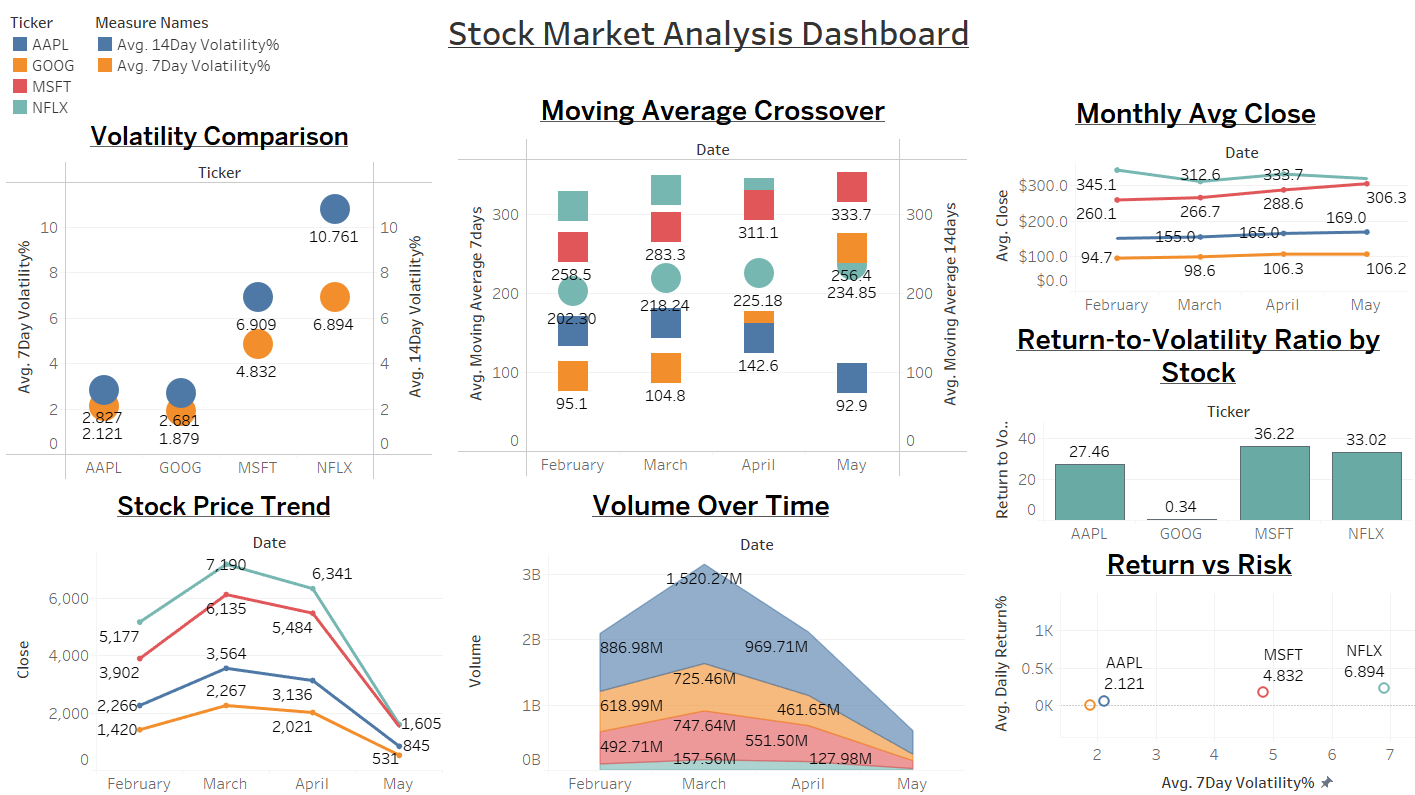 Stock Market Analysis Dashboard
Ticker
AAPL
GOOG
MSFT
NFLX
Measure Names
Avg. 14Day Volatility%
Avg. 7Day Volatility%
Volatility Comparison
Ticker
Avg. 7Day Volatility%
10
8
6
4
2
0
10.761
6.909
6.894
4.832
2.827
2.121
2.681
1.879
10
8
6
4
2
0
Avg. 14Day Volatility%
AAPL GOOG MSFT NFLX
Moving Average Crossover
Date
Avg. Moving Average 7days
300
200
100
0
258.5
202.30
95.1
283.3
218.24
104.8
311.1
225.18
142.6
333.7
256.4
234.85
92.9
300
200
100
0
Avg. Moving Average 14days
February March April May
Monthly Avg Close
Date
Avg. Close
$300.0
$200.0
$100.0
$0.0
345.1 312.6 333.7
260.1 266.7 288.6 306.3
155.0 165.0 169.0
94.7 98.6 106.3 106.2
February March April May
Return-to-Volatility Ratio by
Stock
Ticker
Return to Vo..
40
20
0
27.46 0.34 36.22 33.02
AAPL GOOG MSFT NFLX
Stock Price Trend
Date
Close
6,000
4,000
2,000
0
5,177 7,190 6,341 1,605
3,902 6,135 5,484
2,266 3,564 3,136 845
1,420 2,267 2,021 531
February March April May
Volume Over Time
Date
Volume
3B
2B
1B
0B
886.98M 1,520.27M 969.71M
618.99M 725.46M 461.65M
492.71M 747.64M 551.50M
157.56M 127.98M
February March April May
Return vs Risk
Avg. Daily Return%
1K
0.5K
0K
AAPL
2.121
MSFT
4.832
NFLX
6.894
2 3 4 5 6 7
Avg. 7Day Volatility%